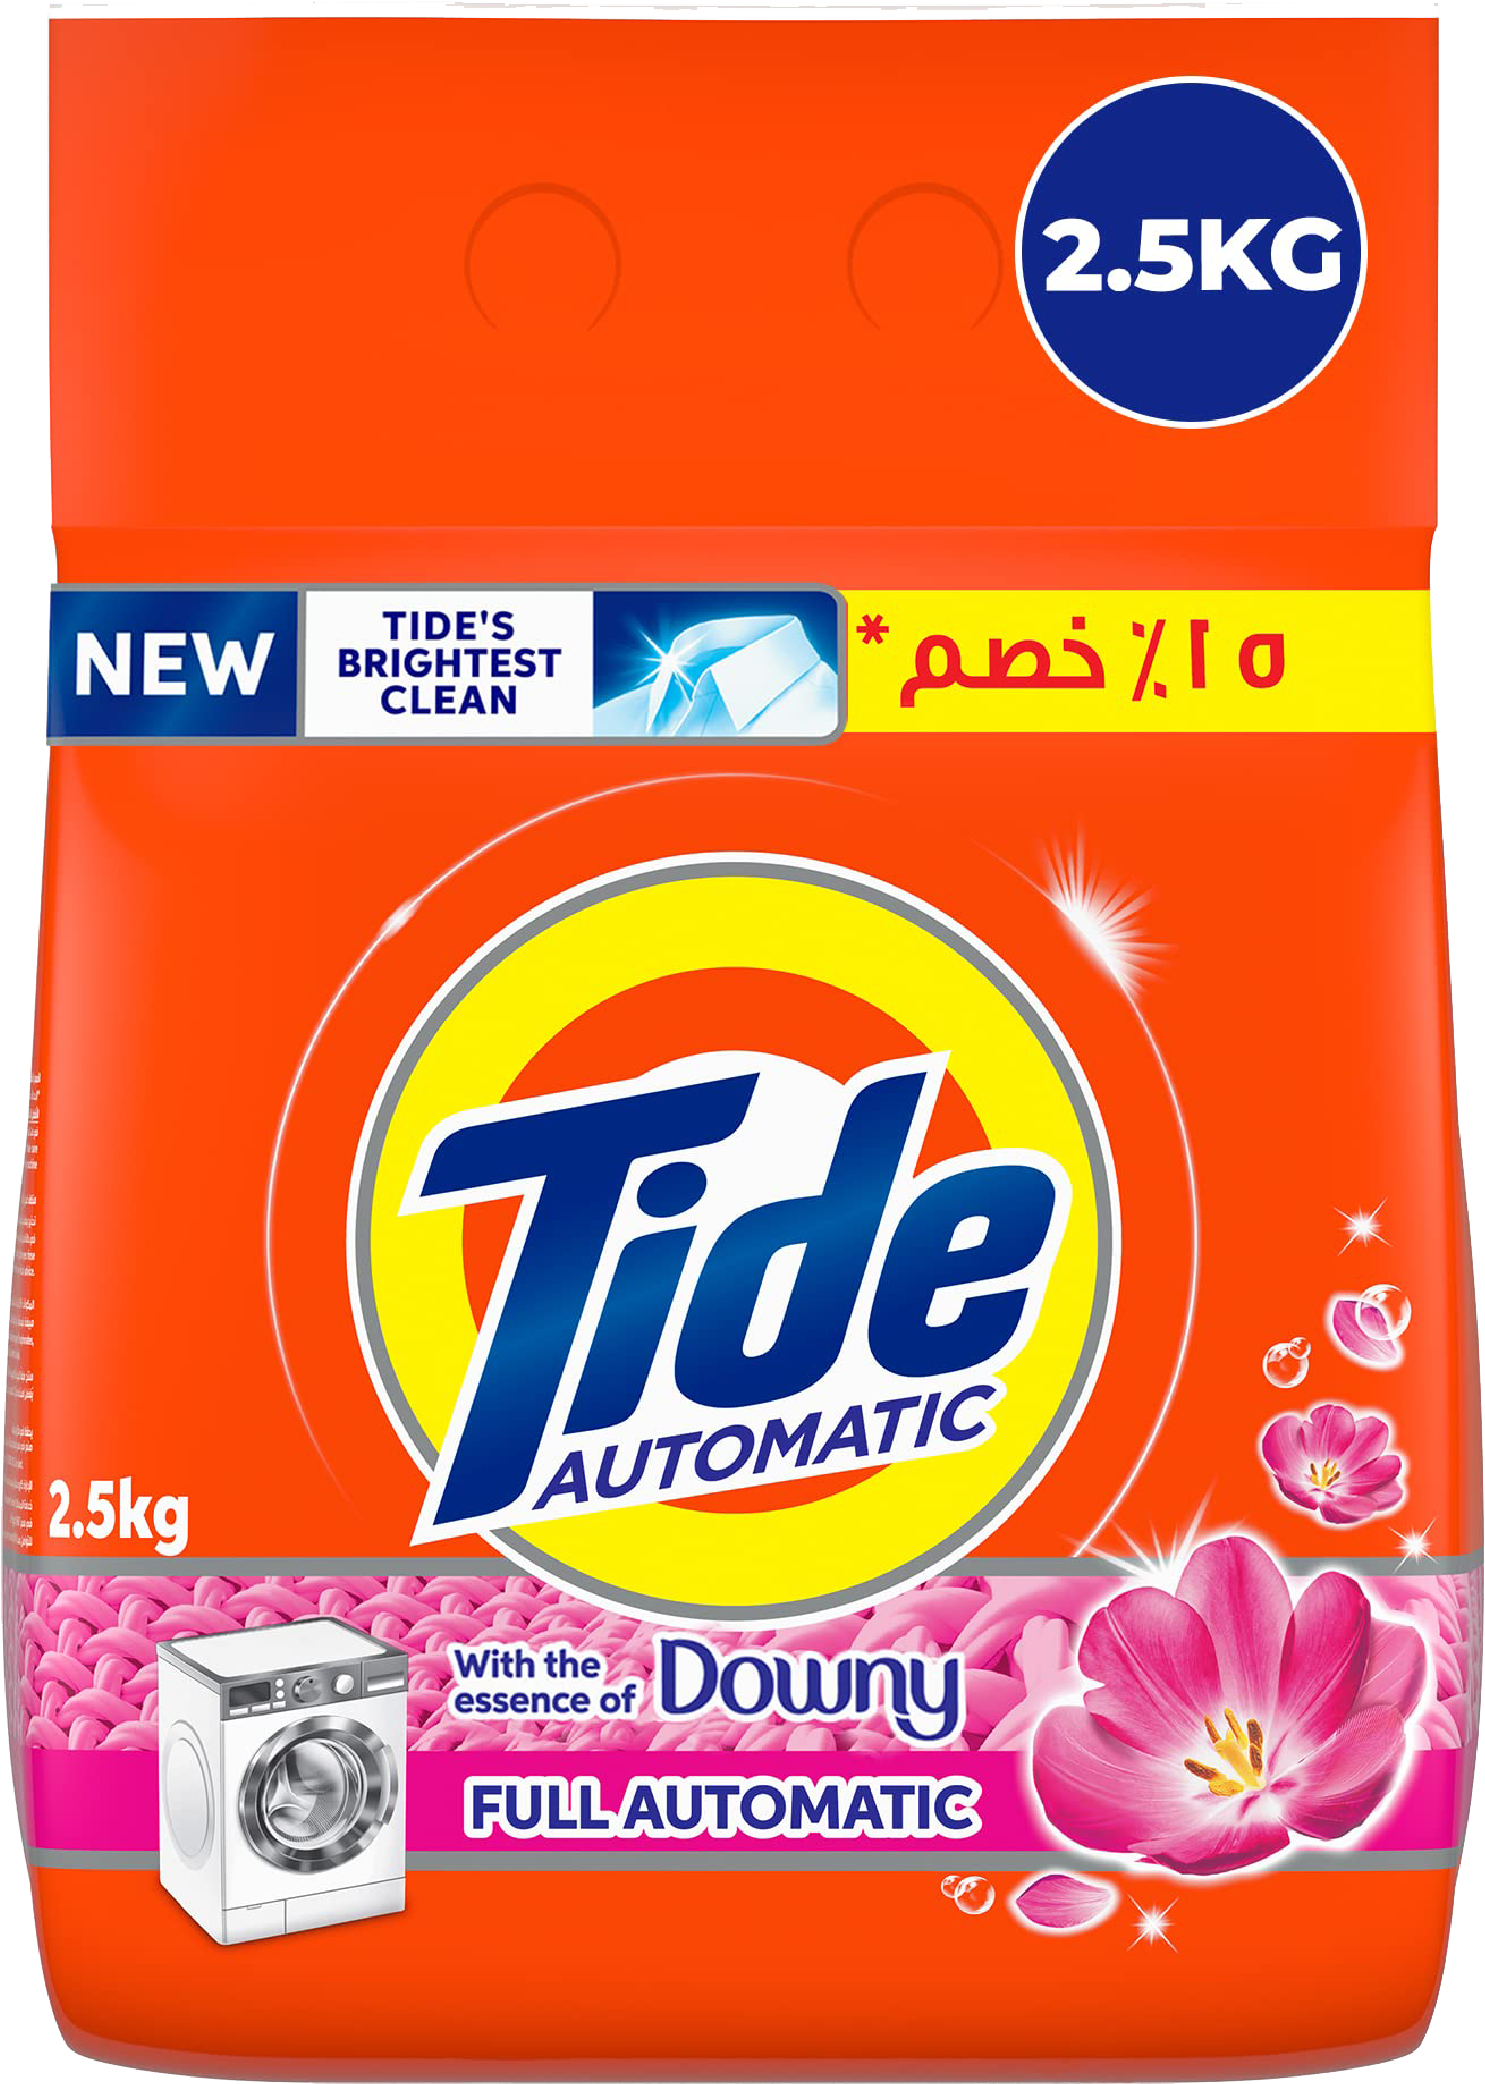 2.5KG
NEW
TIDE'S
BRIGHTEST
CLEAN
١٥٪ خصم*
Tide
AUTOMATIC
2.5kg
With the
essence of
Downy
FULL AUTOMATIC